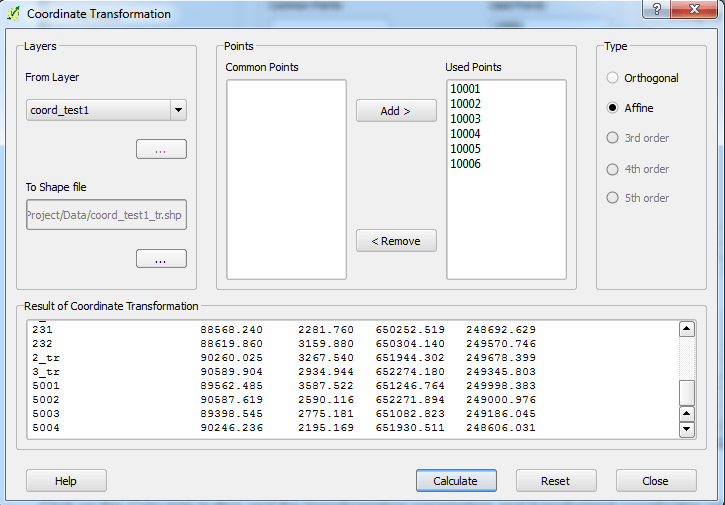 Coordinate Transformation
Layers
From Layer
coord_test1
...
To Shape file
Project/Data/coord_test1_tr.shp
...
Points
Common Points
Add >
< Remove
Used Points
10001
10002
10003
10004
10005
10006
Type
Orthogonal
Affine
3rd order
4th order
5th order
Result of Coordinate Transformation
231 88568.240 2281.760 650252.519 248692.629
232 88619.860 3159.880 650304.140 249570.746
2_tr 90260.025 3267.540 651944.302 249678.399
3_tr 90589.904 2934.944 652274.180 249345.803
5001 89562.485 3587.522 651246.764 249998.383
5002 90587.619 2590.116 652271.894 249000.976
5003 89398.545 2775.181 651082.823 249186.045
5004 90246.236 2195.169 651930.511 248606.031
Help
Calculate
Reset
Close